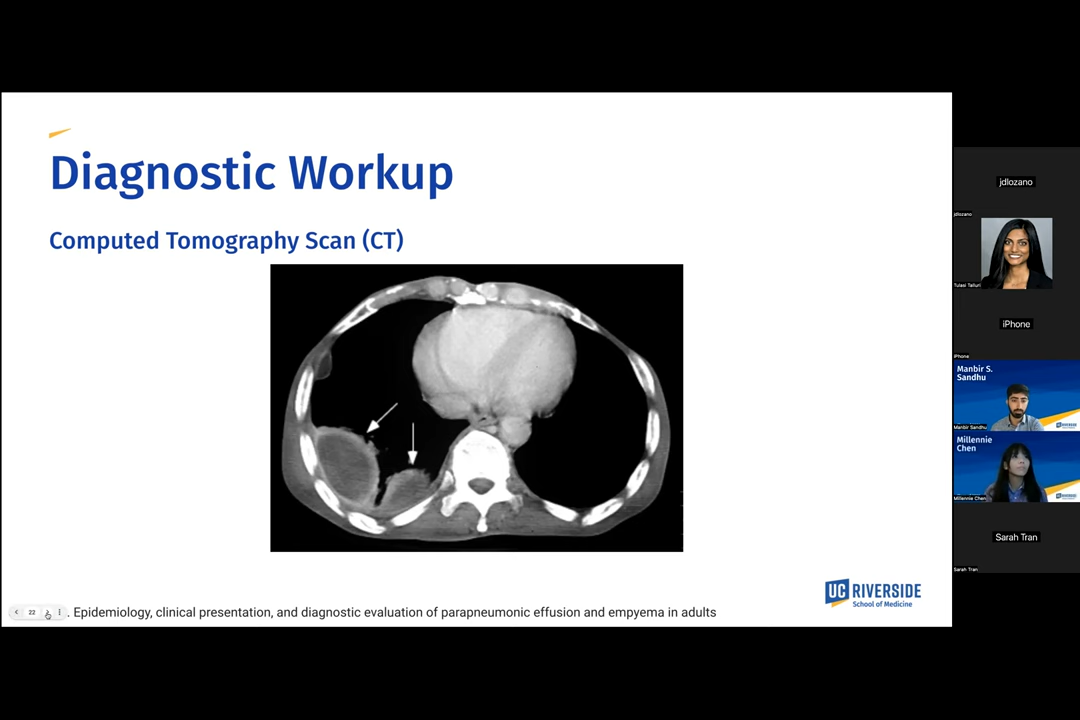 Diagnostic Workup
Computed Tomography Scan (CT)
22
. Epidemiology, clinical presentation, and diagnostic evaluation of parapneumonic effusion and empyema in adults
UC RIVERSIDE
School of Medicine
jdlozano
jdlozano
Tulasi Talluri
iPhone
iPhone
Manbir S.
Sandhu
Manbir Sandhu
Millennie
Chen
Millennie Chen
Sarah Tran
Sarah Tran